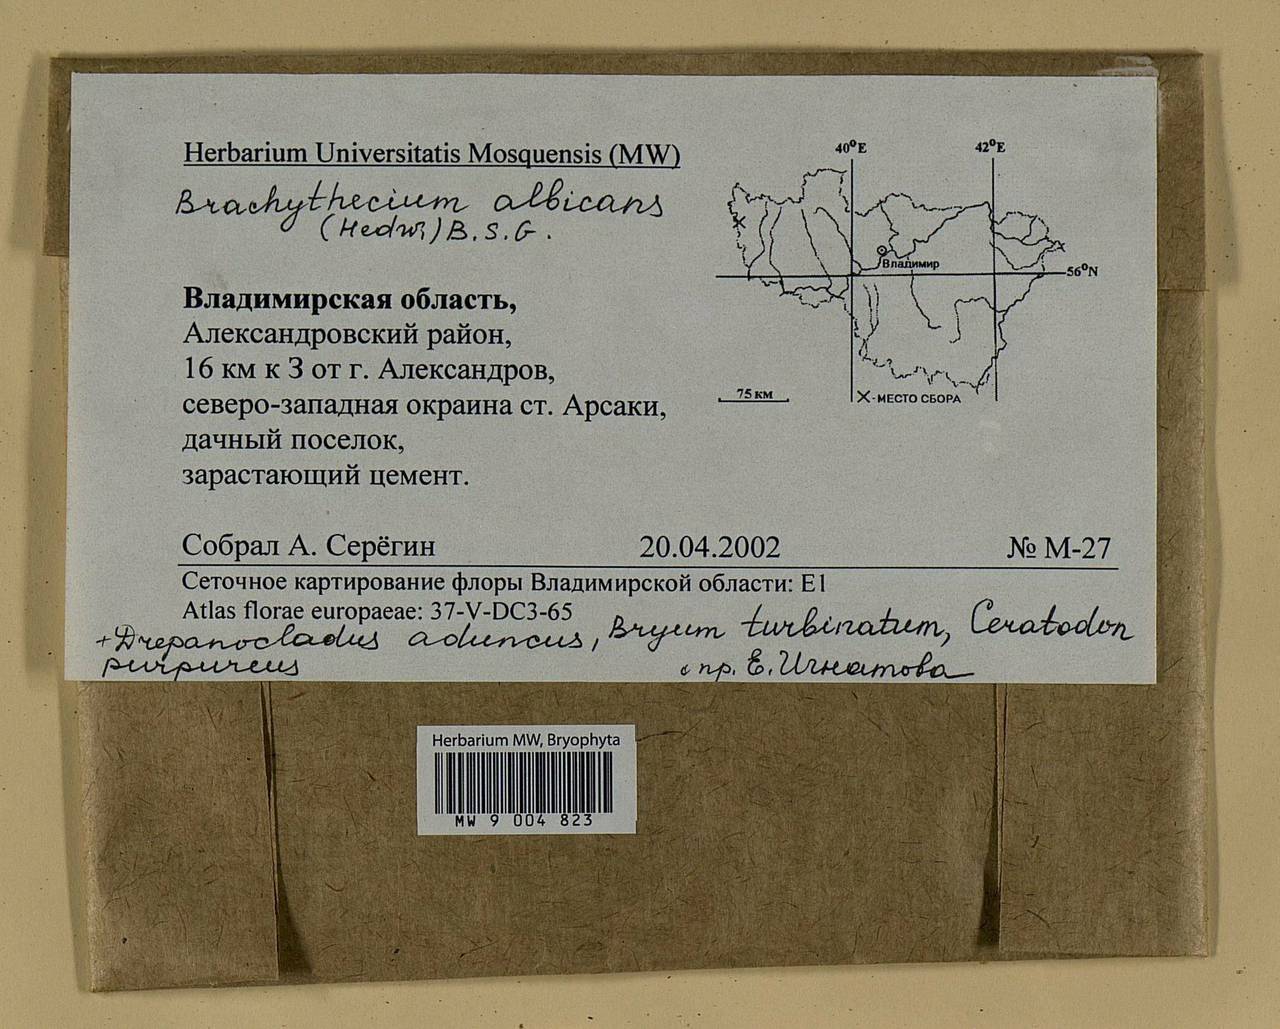 Herbarium Universitatis Mosquensis (MW)
Brachythecium albicans
(Hedw.) B.S.G.
Владимирская область,
Александровский район,
16 км к З от г. Александров,
северо-западная окраина ст. Арсаки,
дачный поселок,
зарастающий цемент.
40°E 42°E
Владимир
56°N
75 км
X-МЕСТО СБОРА
Собрал А. Серёгин 20.04.2002 № М-27
Сеточное картирование флоры Владимирской области: E1
Atlas florae europaeae: 37-V-DC3-65
+Drepanocladus aduncus, Bryum turbinatum, Ceratodon
purpureus опр. Е. Игнатова
Herbarium MW, Bryophyta
MW 9 004 823